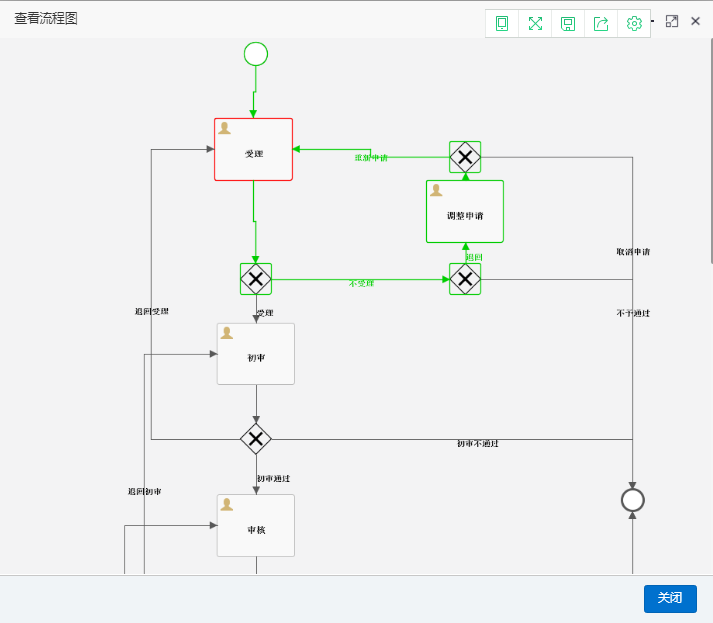 查看流程图
受理
重新申请
调整申请
取消申请
退回
不受理
退回受理
受理
不予通过
初审
初审不通过
初审通过
退回初审
审核
关闭